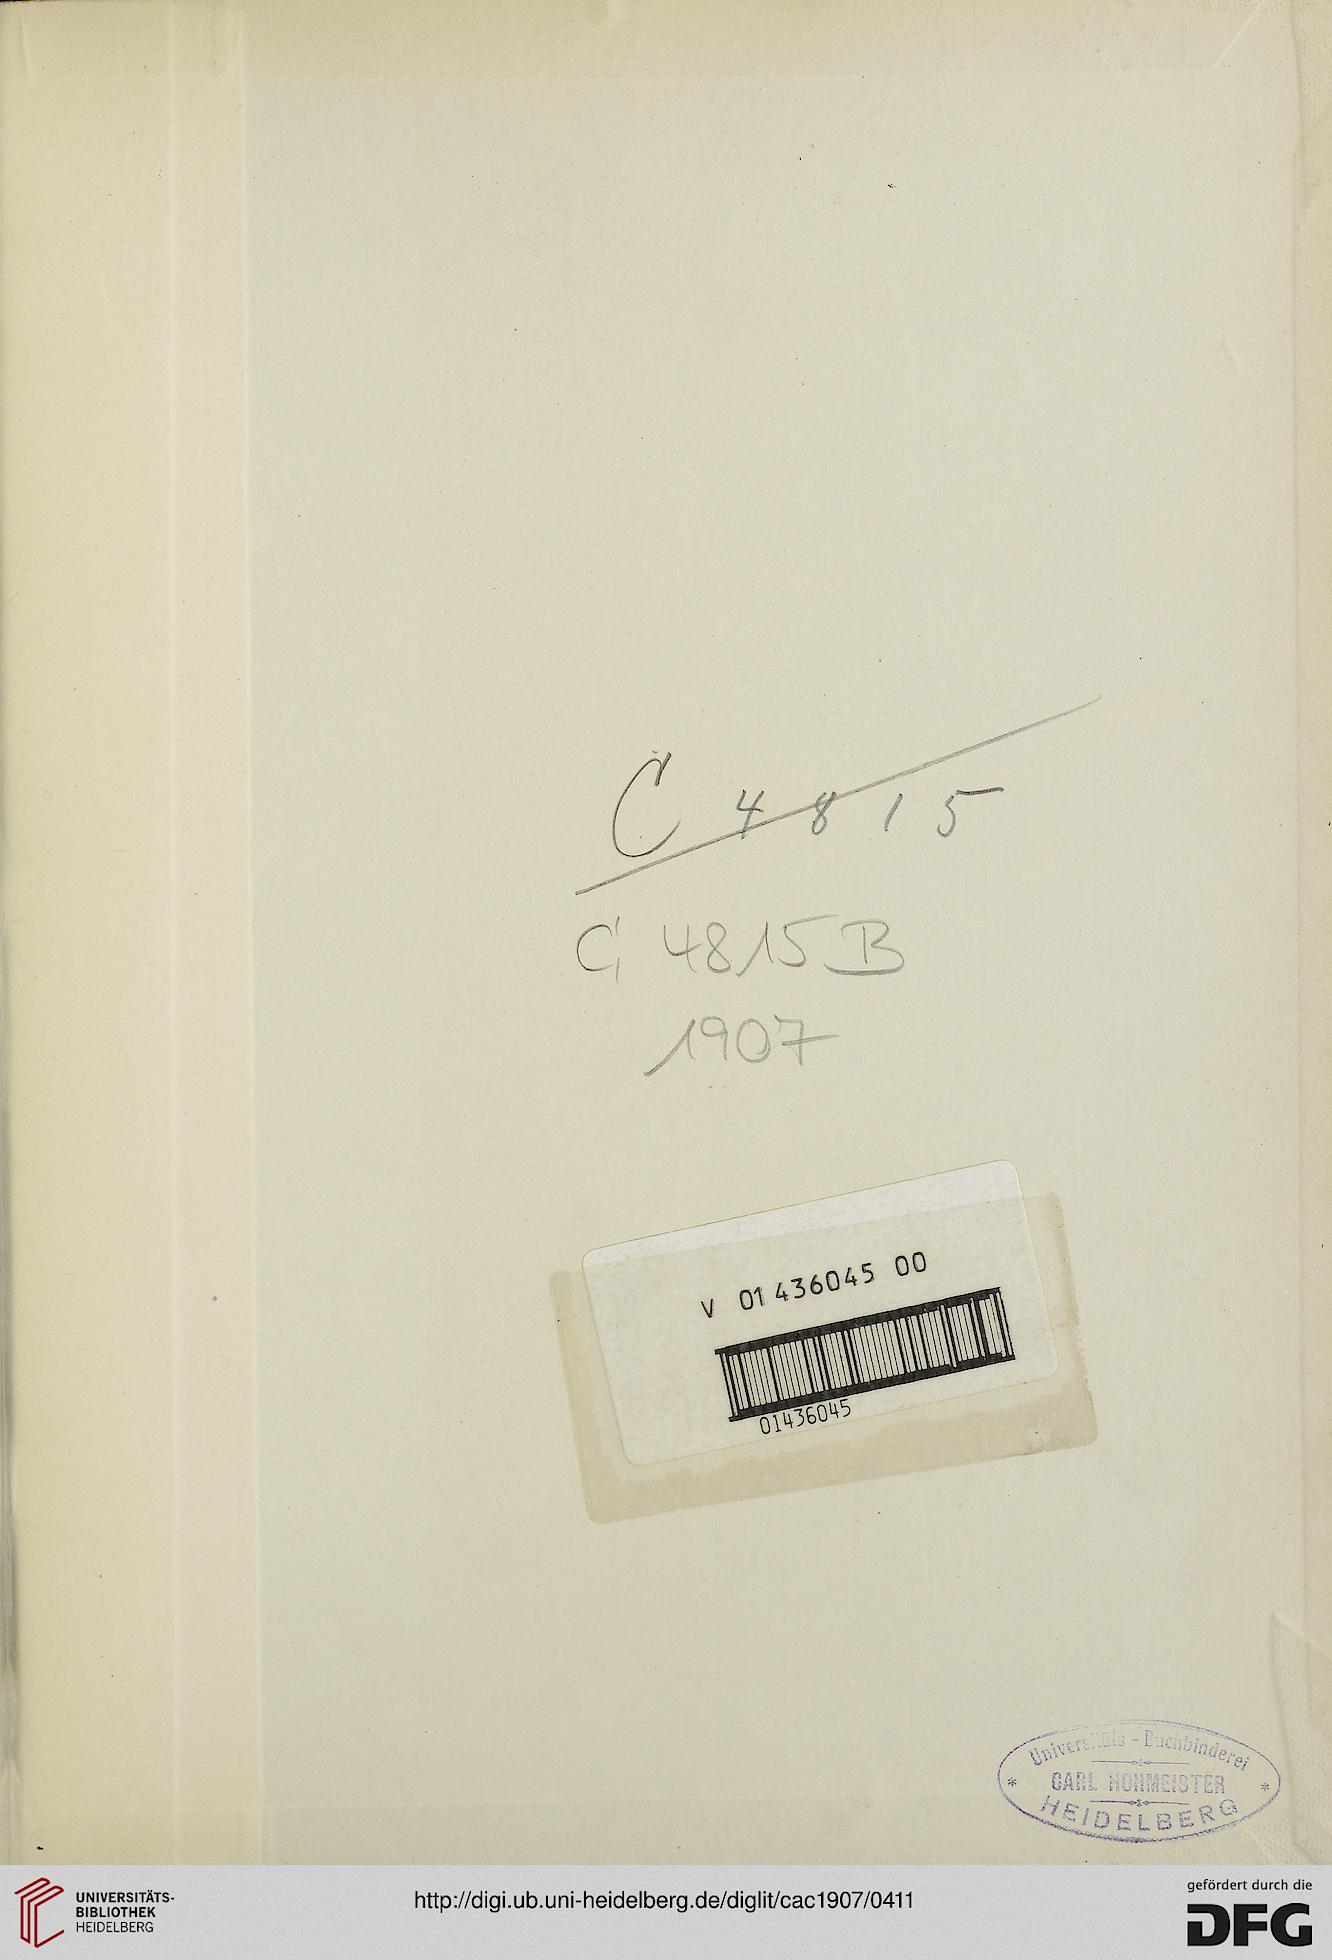 C 4815
C 4815 B
1907
V 01 436045 00
01436045
Universitäts - Buchbinderei
CARL HOHMEISTER
HEIDELBERG
UNIVERSITÄTS-
BIBLIOTHEK
HEIDELBERG
http://digi.ub.uni-heidelberg.de/diglit/cac1907/0411
gefördert durch die
DFG